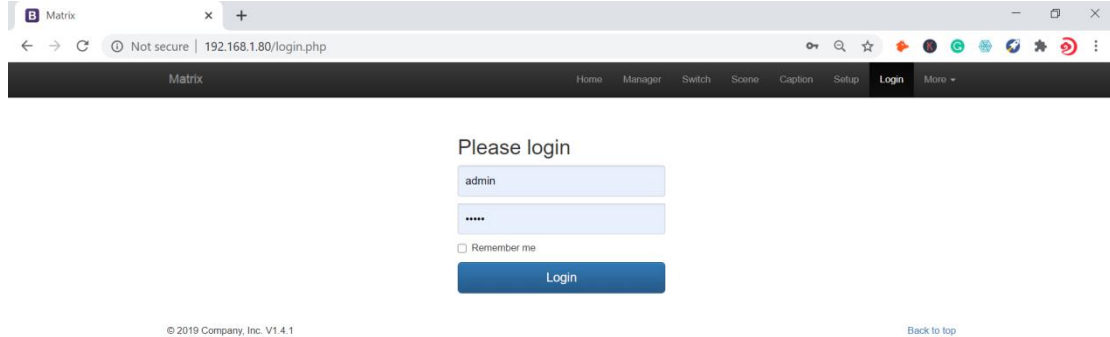 B Matrix
Not secure | 192.168.1.80/login.php
Matrix Home Manager Switch Scene Caption Setup Login More
Please login
admin
•••••
Remember me
Login
© 2019 Company, Inc. V1.4.1 Back to top